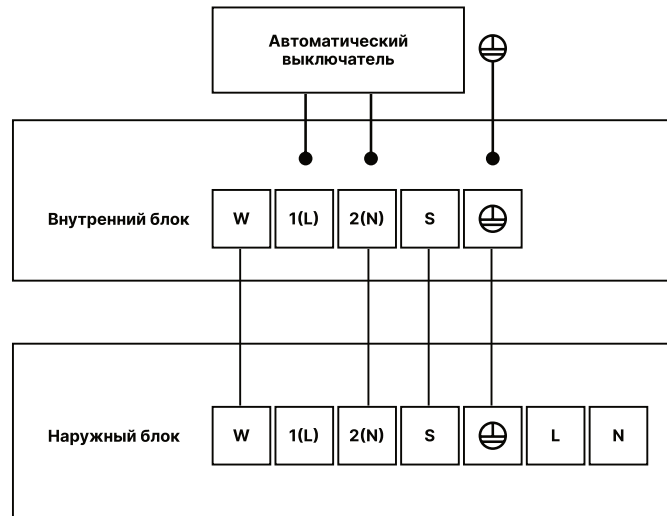 Автоматический
выключатель
Внутренний блок
W 1(L) 2(N) S
Наружный блок
W 1(L) 2(N) S L N